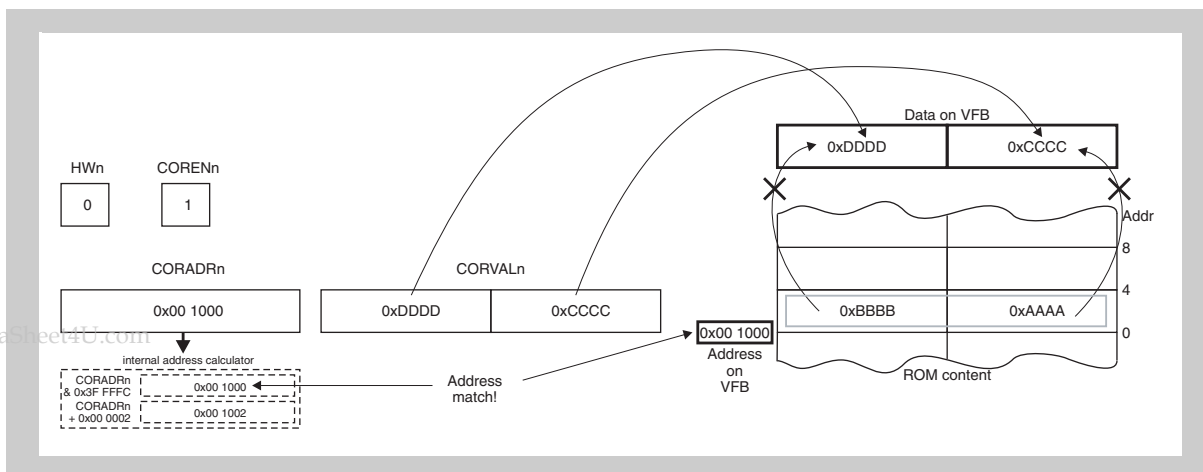 Data on VFB
0xDDDD 0xCCCC
HWn CORENn
0 1
Addr
8
CORADRn CORVALn
4
0x00 1000 0xDDDD 0xCCCC 0xBBBB 0xAAAA
aSheet4U.com
0x00 1000 0
internal address calculator
Address
on
VFB
ROM content
CORADRn
& 0x3F FFFC 0x00 1000
Address
match!
CORADRn
+ 0x00 0002 0x00 1002